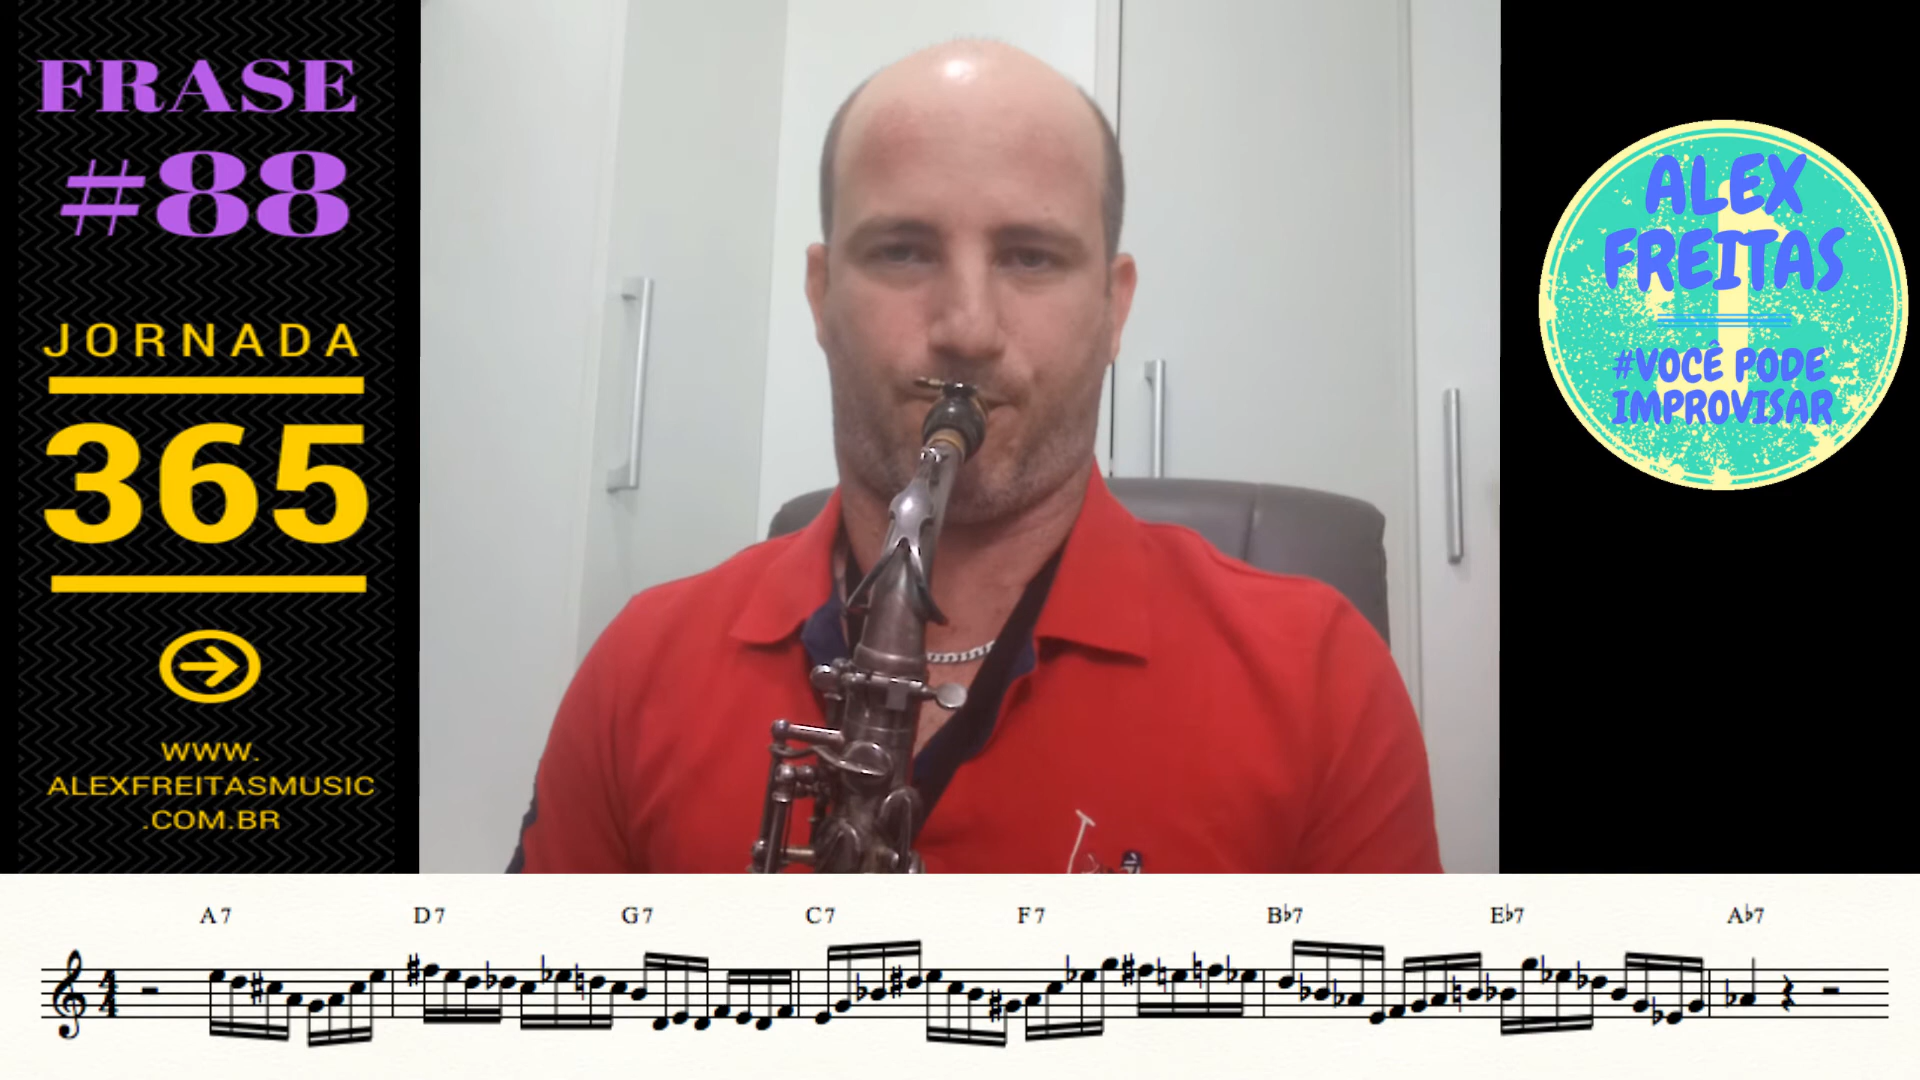 FRASE
#88
JORNADA
365
WWW.
ALEXFREITASMUSIC
.COM.BR
ALEX
FREITAS
#VOCÊ PODE
IMPROVISAR
A7 D7 G7 C7 F7 B♭7 E♭7 A♭7